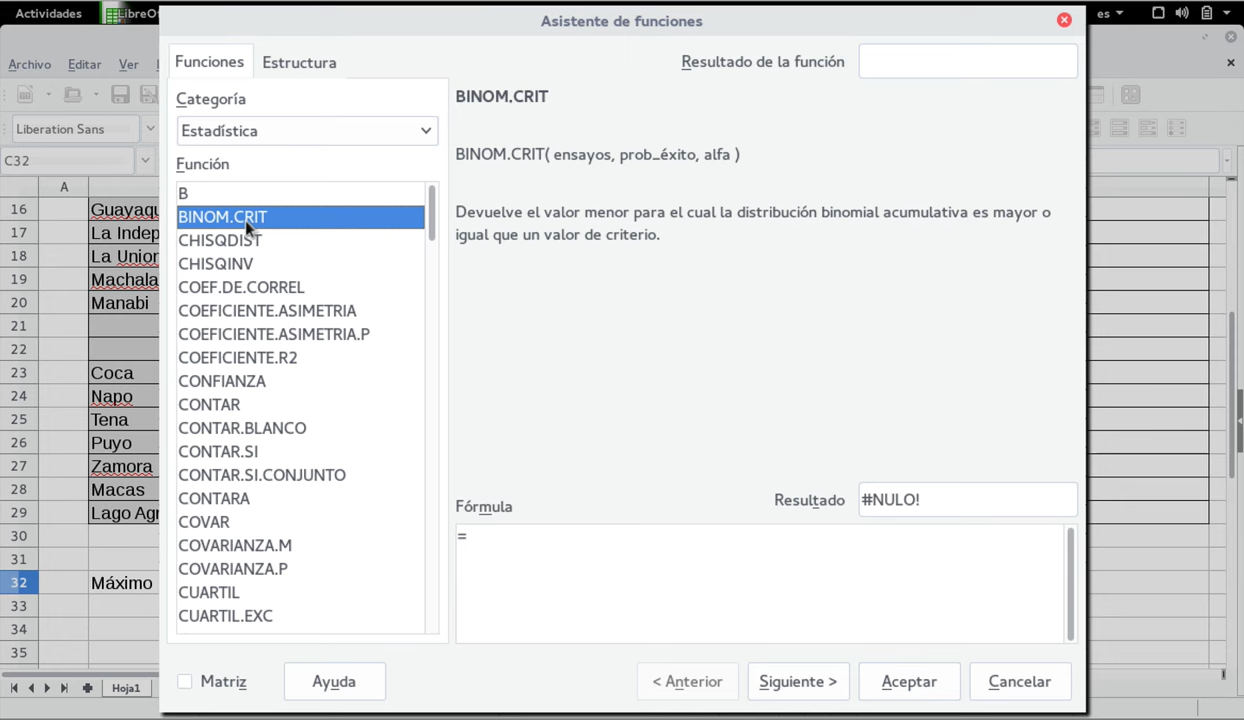 Actividades
LibreO
es
Asistente de funciones
Archivo Editar Ver
Liberation Sans
C32
A
16 Guayaqu
17 La Indep
18 La Union
19 Machala
20 Manabi
21
22
23 Coca
24 Napo
25 Tena
26 Puyo
27 Zamora
28 Macas
29 Lago Agr
30
31
32 Máximo
33
34
35
Hoja1
Funciones Estructura
Categoría
Estadística
Función
B
BINOM.CRIT
CHISQDIST
CHISQINV
COEF.DE.CORREL
COEFICIENTE.ASIMETRIA
COEFICIENTE.ASIMETRIA.P
COEFICIENTE.R2
CONFIANZA
CONTAR
CONTAR.BLANCO
CONTAR.SI
CONTAR.SI.CONJUNTO
CONTARA
COVAR
COVARIANZA.M
COVARIANZA.P
CUARTIL
CUARTIL.EXC
Resultado de la función
BINOM.CRIT
BINOM.CRIT( ensayos, prob_éxito, alfa )
Devuelve el valor menor para el cual la distribución binomial acumulativa es mayor o
igual que un valor de criterio.
Fórmula
Resultado #NULO!
=
Matriz
Ayuda
< Anterior
Siguiente >
Aceptar
Cancelar